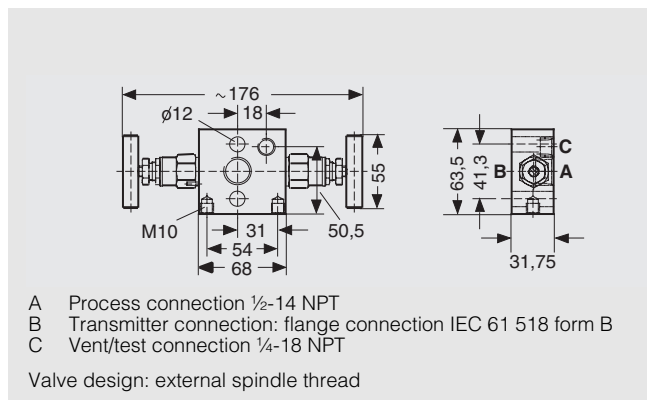 ~176
ø12
18
C
B
A
63,5
41,3
55
M10
31
50,5
54
68
31,75
A Process connection ½-14 NPT
B Transmitter connection: flange connection IEC 61 518 form B
C Vent/test connection ¼-18 NPT
Valve design: external spindle thread